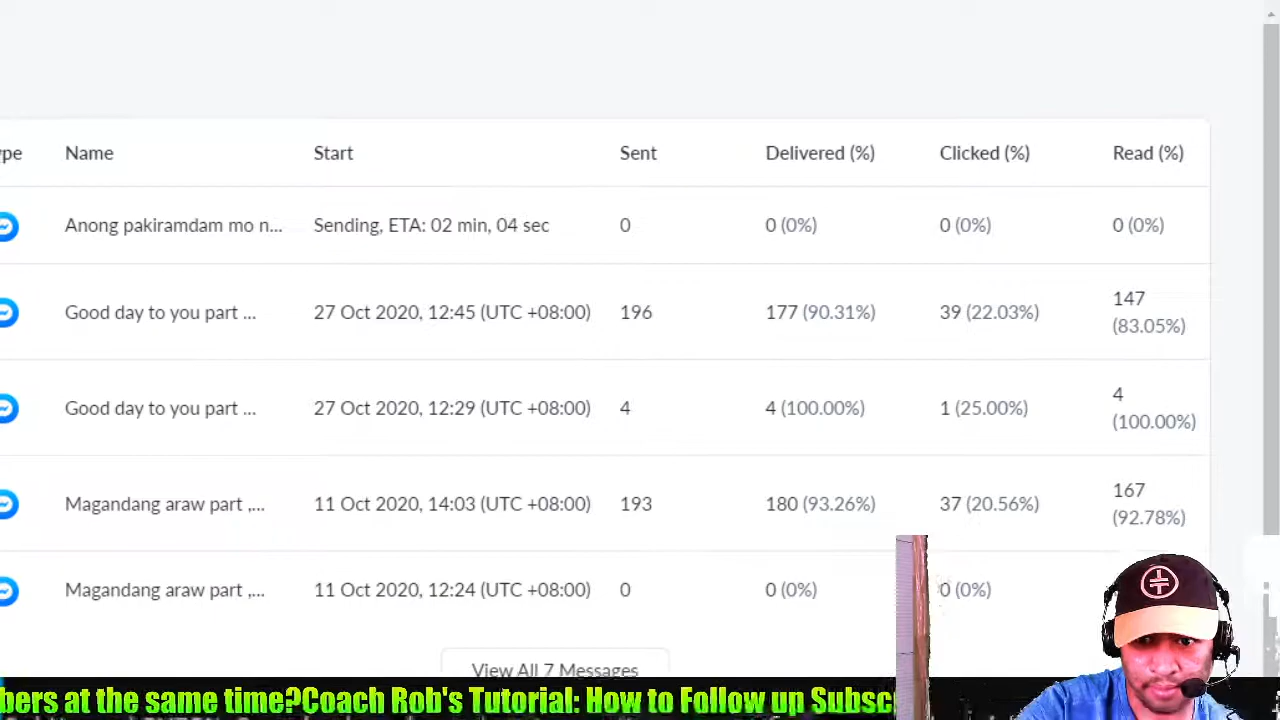 ype Name Start Sent Delivered (%) Clicked (%) Read (%)
Anong pakiramdam mo n... Sending, ETA: 02 min, 04 sec 0 0 (0%) 0 (0%) 0 (0%)
Good day to you part ... 27 Oct 2020, 12:45 (UTC +08:00) 196 177 (90.31%) 39 (22.03%) 147
(83.05%)
Good day to you part ... 27 Oct 2020, 12:29 (UTC +08:00) 4 4 (100.00%) 1 (25.00%) 4
(100.00%)
Magandang araw part ,... 11 Oct 2020, 14:03 (UTC +08:00) 193 180 (93.26%) 37 (20.56%) 167
(92.78%)
Magandang araw part ,... 11 Oct 2020, 12:24 (UTC +08:00) 0 0 (0%) 0 (0%)
View All 7 Messages
bers at the same time?Coach Rob's Tutorial: How to Follow up Subsc